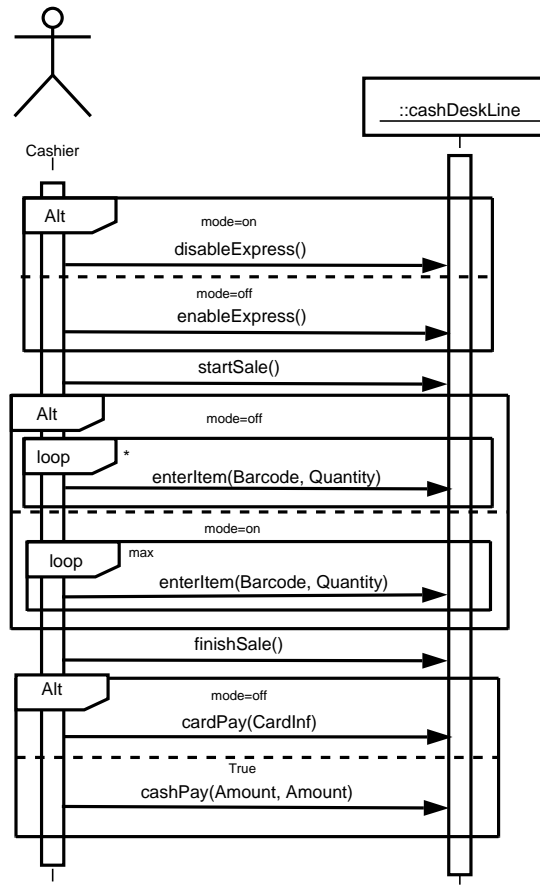 ::cashDeskLine
Cashier
Alt
mode=on
disableExpress()
mode=off
enableExpress()
startSale()
Alt
mode=off
loop *
enterItem(Barcode, Quantity)
mode=on
loop max
enterItem(Barcode, Quantity)
finishSale()
Alt
mode=off
cardPay(CardInf)
True
cashPay(Amount, Amount)